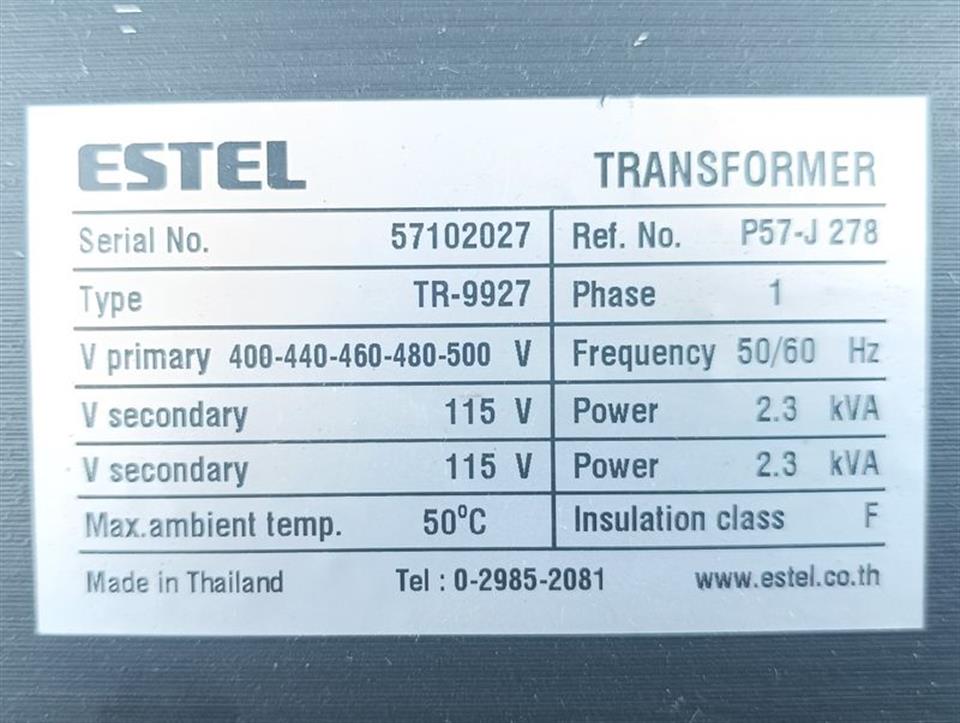 ESTEL TRANSFORMER
Serial No. 57102027 Ref. No. P57-J 278
Type TR-9927 Phase 1
V primary 400-440-460-480-500 V Frequency 50/60 Hz
V secondary 115 V Power 2.3 kVA
V secondary 115 V Power 2.3 kVA
Max.ambient temp. 50°C Insulation class F
Made in Thailand Tel : 0-2985-2081 www.estel.co.th